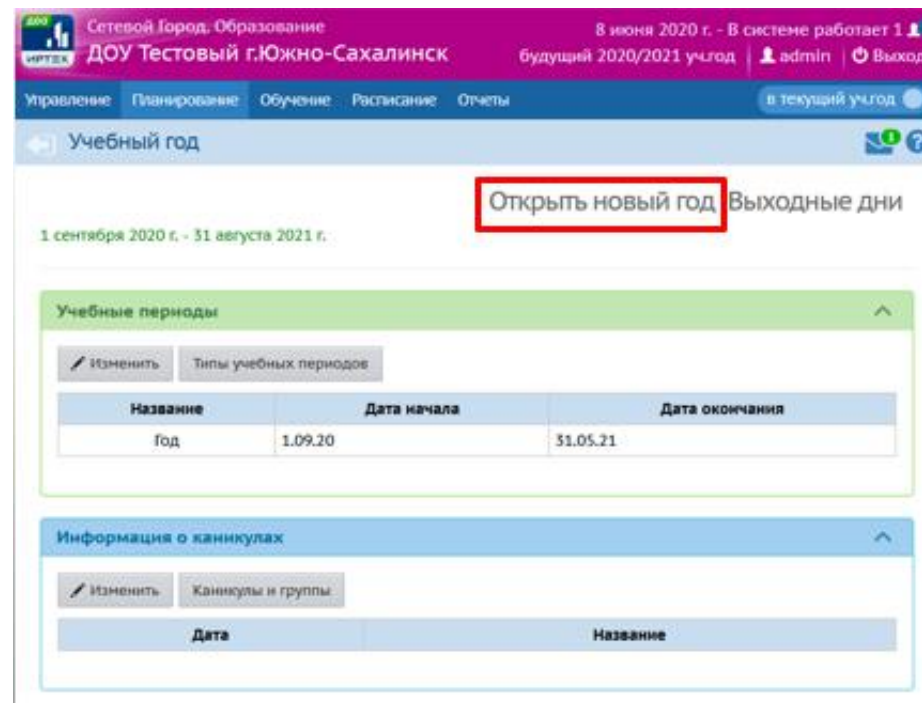 ДОО
ИРТЕХ
Сетевой Город. Образование
ДОУ Тестовый г.Южно-Сахалинск
8 июня 2020 г. - В системе работает 1
будущий 2020/2021 уч.год admin Выход
Управление Планирование Обучение Расписание Отчеты в текущий уч.год
Учебный год
1
?
Открыть новый год Выходные дни
1 сентября 2020 г. - 31 августа 2021 г.
Учебные периоды
Изменить Типы учебных периодов
Название Дата начала Дата окончания
Год 1.09.20 31.05.21
Информация о каникулах
Изменить Каникулы и группы
Дата Название